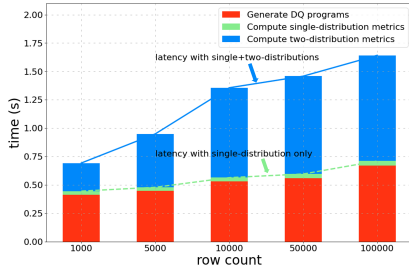 2.00
1.75
1.50
1.25
1.00
0.75
0.50
0.25
0.00
time (s)
Generate DQ programs
Compute single-distribution metrics
Compute two-distribution metrics
latency with single+two-distributions
latency with single-distribution only
1000
5000
10000
50000
100000
row count